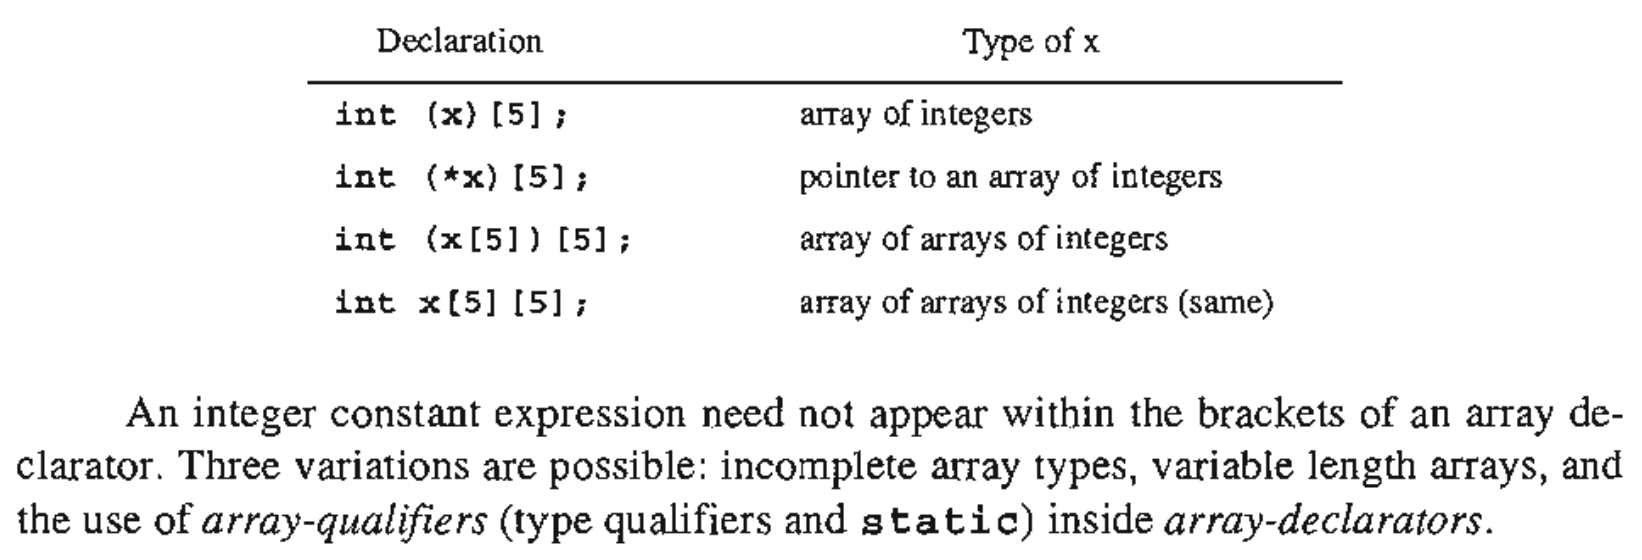 Declaration Type of x
int (x)[5]; array of integers
int (*x)[5]; pointer to an array of integers
int (x[5])[5]; array of arrays of integers
int x[5][5]; array of arrays of integers (same)
An integer constant expression need not appear within the brackets of an array de-
clarator. Three variations are possible: incomplete array types, variable length arrays, and
the use of array-qualifiers (type qualifiers and static) inside array-declarators.